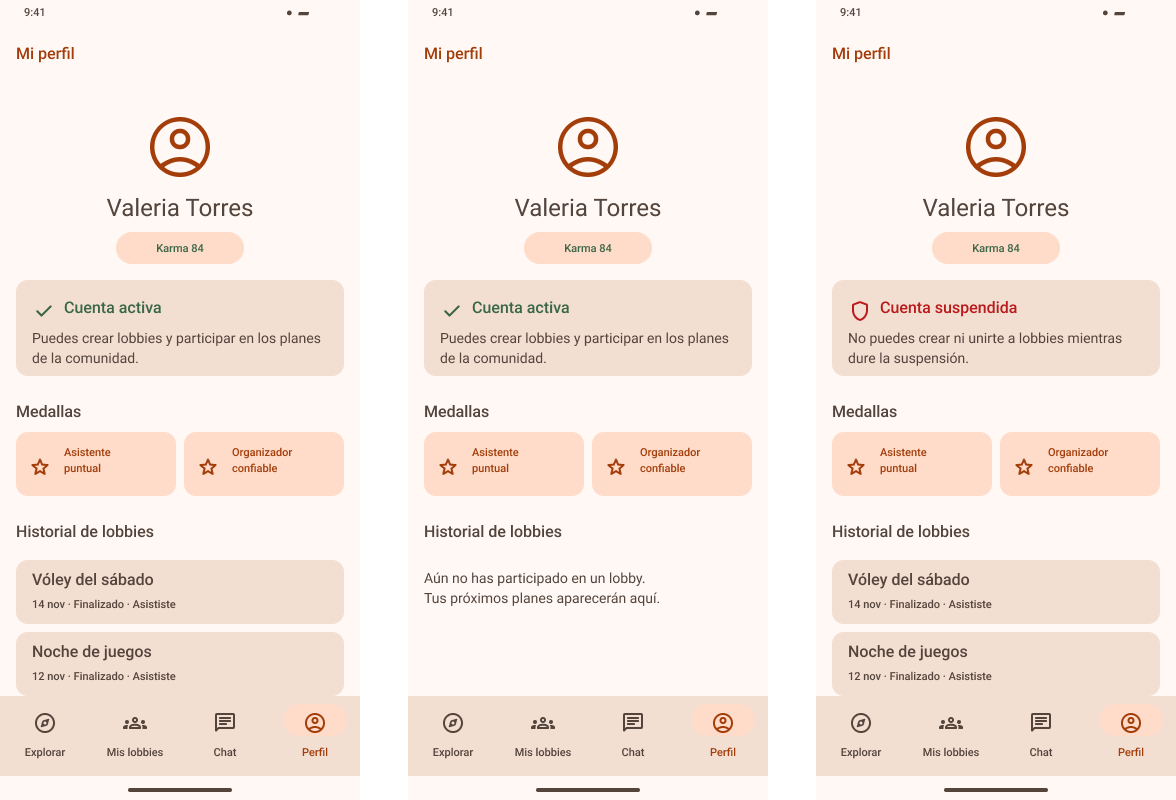 9:41
Mi perfil
Valeria Torres
Karma 84
Cuenta activa
Puedes crear lobbies y participar en los planes
de la comunidad.
Medallas
Asistente
puntual
Organizador
confiable
Historial de lobbies
Vóley del sábado
14 nov · Finalizado · Asististe
Noche de juegos
12 nov · Finalizado · Asististe
Explorar
Mis lobbies
Chat
Perfil
9:41
Mi perfil
Valeria Torres
Karma 84
Cuenta activa
Puedes crear lobbies y participar en los planes
de la comunidad.
Medallas
Asistente
puntual
Organizador
confiable
Historial de lobbies
Aún no has participado en un lobby.
Tus próximos planes aparecerán aquí.
Explorar
Mis lobbies
Chat
Perfil
9:41
Mi perfil
Valeria Torres
Karma 84
Cuenta suspendida
No puedes crear ni unirte a lobbies mientras
dure la suspensión.
Medallas
Asistente
puntual
Organizador
confiable
Historial de lobbies
Vóley del sábado
14 nov · Finalizado · Asististe
Noche de juegos
12 nov · Finalizado · Asististe
Explorar
Mis lobbies
Chat
Perfil